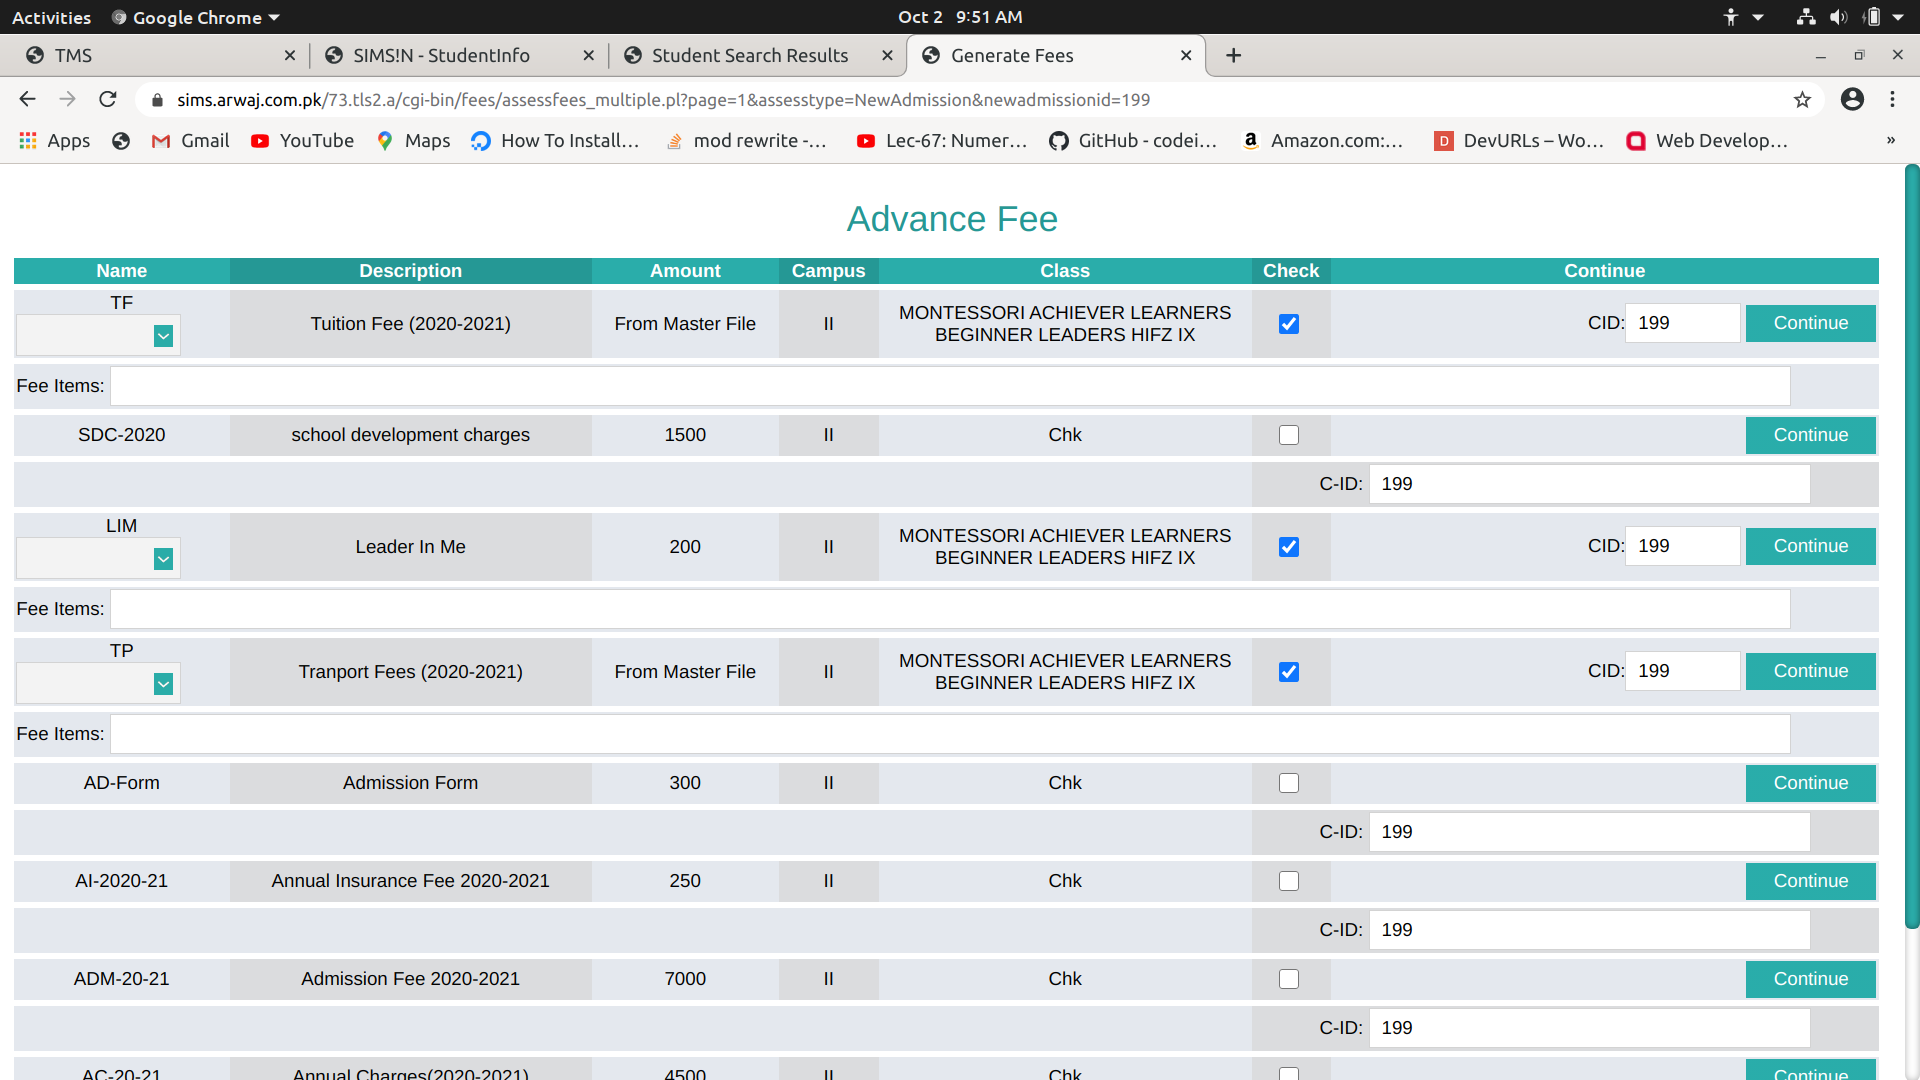 Activities Google Chrome Oct 2 9:51 AM
TMS SIMS!N - StudentInfo Student Search Results Generate Fees
sims.arwaj.com.pk/73.tls2.a/cgi-bin/fees/assessfees_multiple.pl?page=1&assesstype=NewAdmission&newadmissionid=199
Apps Gmail YouTube Maps How To Install… mod rewrite -… Lec-67: Numer… GitHub - codei… Amazon.com:… DevURLs – Wo… Web Develop… »
Advance Fee
Name Description Amount Campus Class Check Continue
TF
Tuition Fee (2020-2021) From Master File II MONTESSORI ACHIEVER LEARNERS
BEGINNER LEADERS HIFZ IX
CID: 199 Continue
Fee Items:
SDC-2020 school development charges 1500 II Chk Continue
C-ID: 199
LIM
Leader In Me 200 II MONTESSORI ACHIEVER LEARNERS
BEGINNER LEADERS HIFZ IX
CID: 199 Continue
Fee Items:
TP
Tranport Fees (2020-2021) From Master File II MONTESSORI ACHIEVER LEARNERS
BEGINNER LEADERS HIFZ IX
CID: 199 Continue
Fee Items:
AD-Form Admission Form 300 II Chk Continue
C-ID: 199
AI-2020-21 Annual Insurance Fee 2020-2021 250 II Chk Continue
C-ID: 199
ADM-20-21 Admission Fee 2020-2021 7000 II Chk Continue
C-ID: 199
AC-20-21 Annual Charges(2020-2021) 4500 II Chk Continue